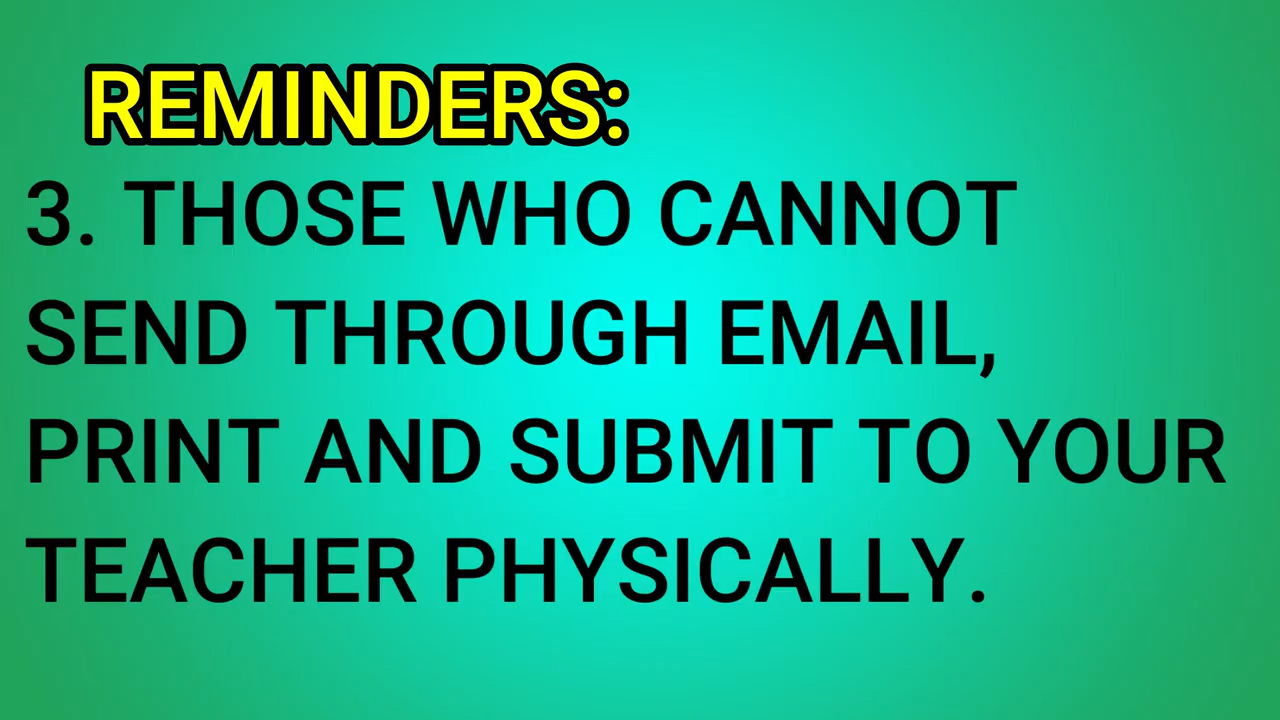 REMINDERS:
3. THOSE WHO CANNOT
SEND THROUGH EMAIL,
PRINT AND SUBMIT TO YOUR
TEACHER PHYSICALLY.